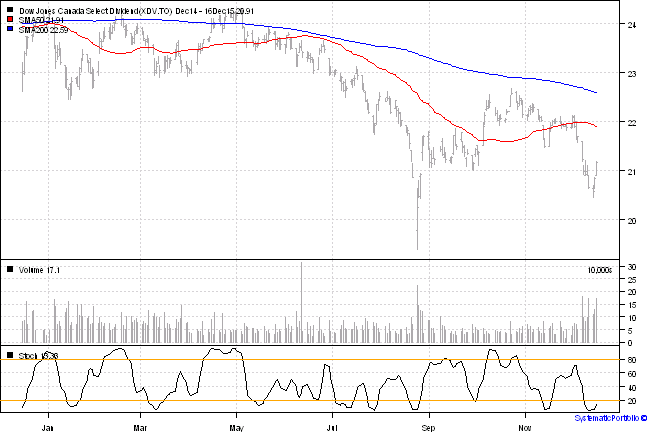 Dow Jones Canada Select Dividend(XDV.TO) Dec14 - 16Dec15:20.91
SMA50:21.91
SMA200:22.59
24
23
22
21
20
Volume 17.1
10,000s
30
25
20
15
10
5
0
Stoch
80
60
40
20
Jan Mar May Jul Sep Nov
SystematicPortfolio ©